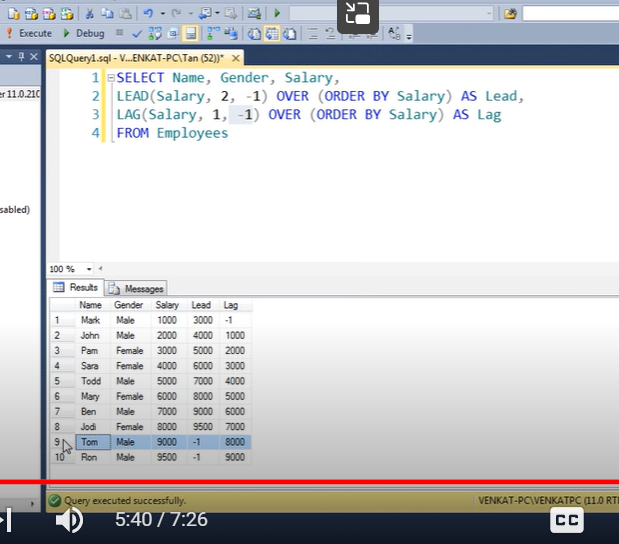 Execute Debug
SQLQuery1.sql - V...ENKAT-PC\Tan (52))* ×
er 11.0.210
1 SELECT Name, Gender, Salary,
2 LEAD(Salary, 2, -1) OVER (ORDER BY Salary) AS Lead,
3 LAG(Salary, 1, -1) OVER (ORDER BY Salary) AS Lag
4 FROM Employees
sabled)
100 %
Results Messages
Name Gender Salary Lead Lag
1 Mark Male 1000 3000 -1
2 John Male 2000 4000 1000
3 Pam Female 3000 5000 2000
4 Sara Female 4000 6000 3000
5 Todd Male 5000 7000 4000
6 Mary Female 6000 8000 5000
7 Ben Male 7000 9000 6000
8 Jodi Female 8000 9500 7000
9 Tom Male 9000 -1 8000
10 Ron Male 9500 -1 9000
Query executed successfully. VENKAT-PC\VENKATPC (11.0 RT
5:40 / 7:26 CC